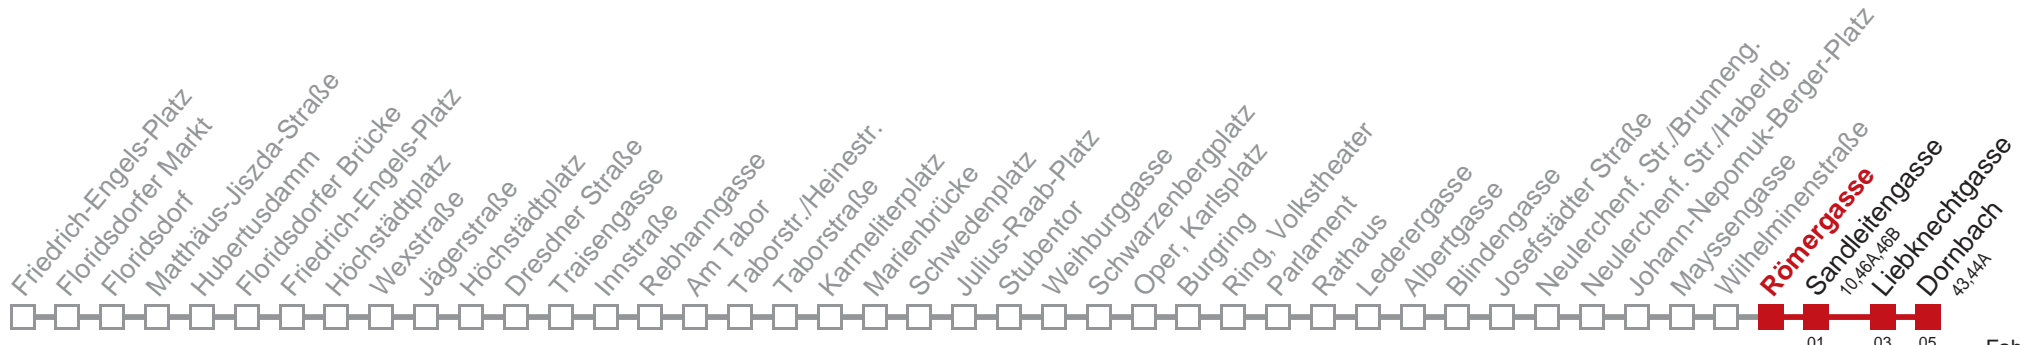 Friedrich-Engels-Platz
Floridsdorfer Markt
Floridsdorf
Matthäus-Jiszda-Straße
Hubertusdamm
Floridsdorfer Brücke
Friedrich-Engels-Platz
Höchstädtplatz
Wexstraße
Jägerstraße
Höchstädtplatz
Dresdner Straße
Traisengasse
Innstraße
Rebhanngasse
Am Tabor
Taborstr./Heinestr.
Taborstraße
Karmeliterplatz
Marienbrücke
Schwedenplatz
Julius-Raab-Platz
Stubentor
Weihburggasse
Schwarzenbergplatz
Oper, Karlsplatz
Burgring
Ring, Volkstheater
Parlament
Rathaus
Lederergasse
Albertgasse
Blindengasse
Josefstädter Straße
Neulerchenf. Str./Brunneng.
Neulerchenf. Str./Haberlg.
Johann-Nepomuk-Berger-Platz
Mayssengasse
Wilhelminenstraße
Römergasse
Sandleitengasse
10,46A,46B
Liebknechtgasse
Dornbach
43,44A
01 03 05